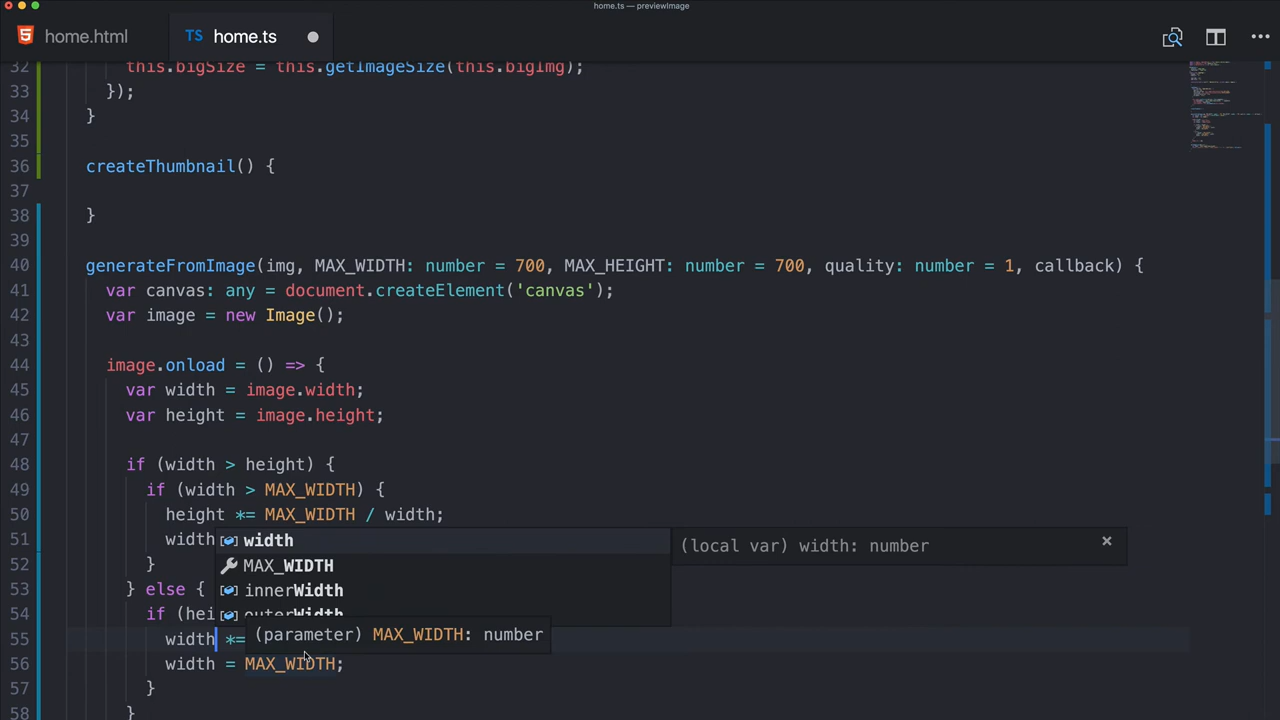 home.ts — previewImage
home.html
TS home.ts
32 this.bigSize = this.getImageSize(this.bigImg);
33 });
34 }
35
36 createThumbnail() {
37
38 }
39
40 generateFromImage(img, MAX_WIDTH: number = 700, MAX_HEIGHT: number = 700, quality: number = 1, callback) {
41 var canvas: any = document.createElement('canvas');
42 var image = new Image();
43
44 image.onload = () => {
45 var width = image.width;
46 var height = image.height;
47
48 if (width > height) {
49 if (width > MAX_WIDTH) {
50 height *= MAX_WIDTH / width;
51 width
width
(local var) width: number
52 }
MAX_WIDTH
53 } else {
innerWidth
54 if (hei
outerWidth
55 width *=
(parameter) MAX_WIDTH: number
56 width = MAX_WIDTH;
57 }
58 }